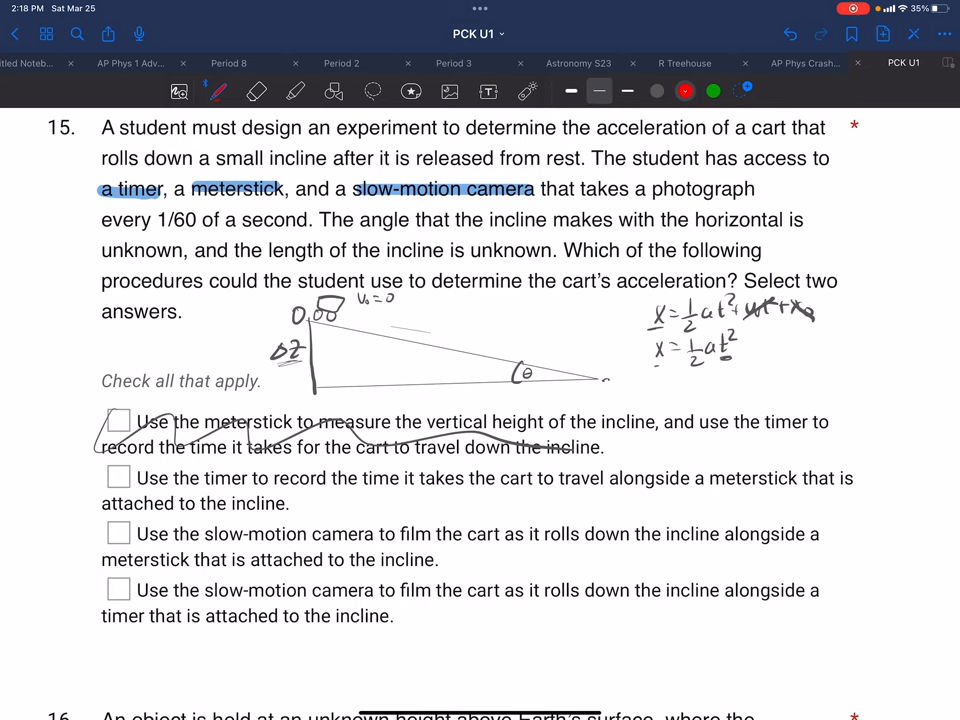 2:18 PM Sat Mar 25
35%
PCK U1
itled Noteb...
AP Phys 1 Adv...
Period 8
Period 2
Period 3
Astronomy S23
R Treehouse
AP Phys Crash...
PCK U1
15. A student must design an experiment to determine the acceleration of a cart that *
rolls down a small incline after it is released from rest. The student has access to
a timer, a meterstick, and a slow-motion camera that takes a photograph
every 1/60 of a second. The angle that the incline makes with the horizontal is
unknown, and the length of the incline is unknown. Which of the following
procedures could the student use to determine the cart's acceleration? Select two
answers.
V₀ = 0
x = 1/2 at² + v₀t + x₀
0
x = 1/2 at²
ΔZ
θ
Check all that apply.
Use the meterstick to measure the vertical height of the incline, and use the timer to
record the time it takes for the cart to travel down the incline.
Use the timer to record the time it takes the cart to travel alongside a meterstick that is
attached to the incline.
Use the slow-motion camera to film the cart as it rolls down the incline alongside a
meterstick that is attached to the incline.
Use the slow-motion camera to film the cart as it rolls down the incline alongside a
timer that is attached to the incline.
16. An object is held at an unknown height above Earth's surface, where the *